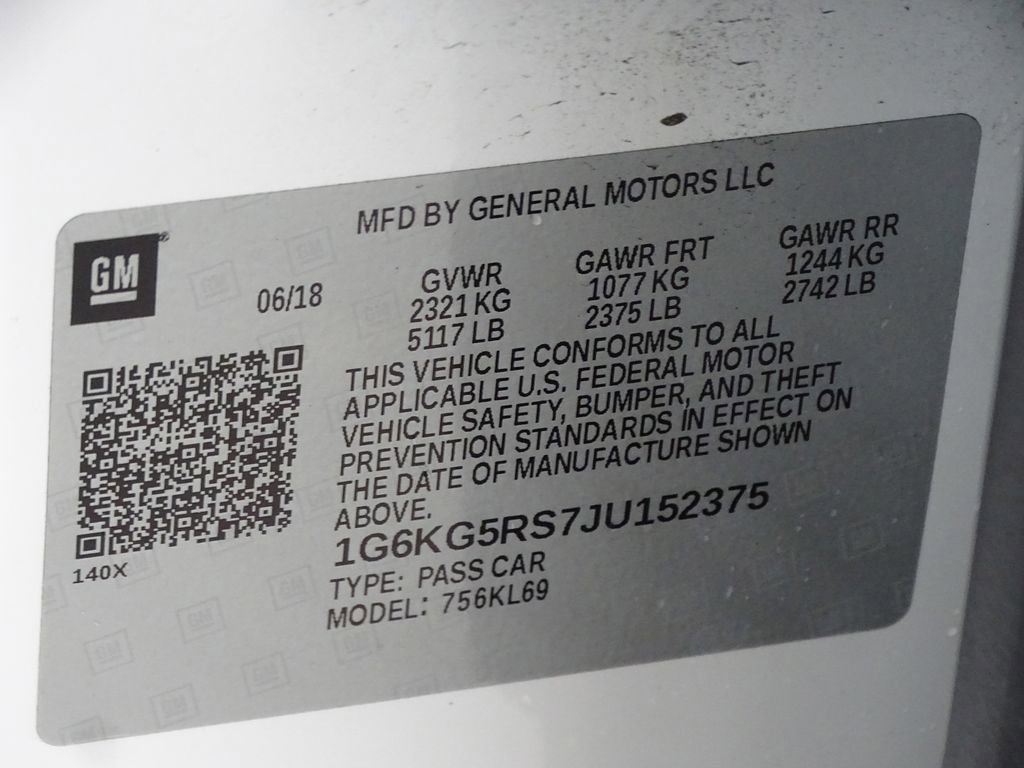 MFD BY GENERAL MOTORS LLC
GM
06/18
GVWR
2321 KG
5117 LB
GAWR FRT
1077 KG
2375 LB
GAWR RR
1244 KG
2742 LB
THIS VEHICLE CONFORMS TO ALL
APPLICABLE U.S. FEDERAL MOTOR
VEHICLE SAFETY, BUMPER, AND THEFT
PREVENTION STANDARDS IN EFFECT ON
THE DATE OF MANUFACTURE SHOWN
ABOVE.
1G6KG5RS7JU152375
TYPE: PASS CAR
MODEL: 756KL69
140X